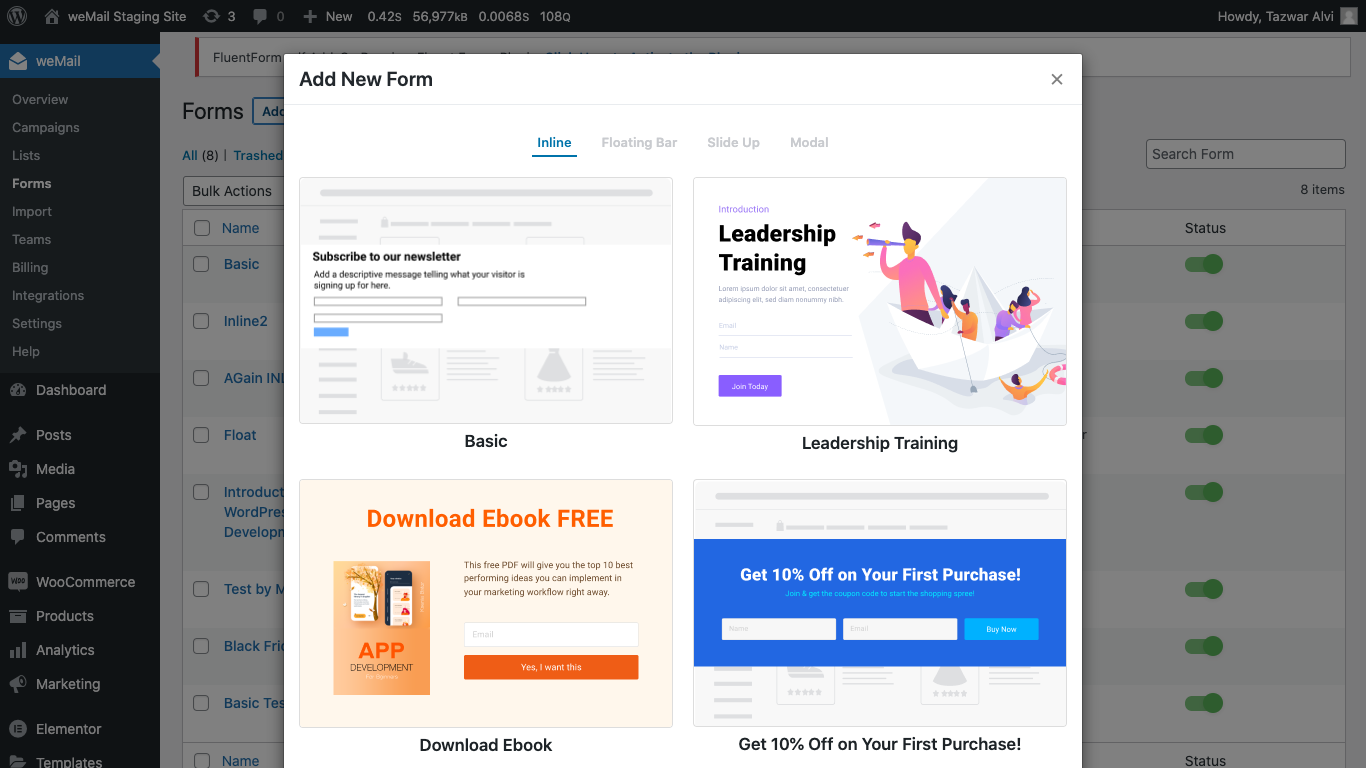 weMail Staging Site 3 0 New 0.42S 56,977KB 0.0068S 108Q Howdy, Tazwar Alvi
weMail
Overview
Campaigns
Lists
Forms
Import
Teams
Billing
Integrations
Settings
Help
Dashboard
Posts
Media
Pages
Comments
WooCommerce
Products
Analytics
Marketing
Elementor
Templates
FluentForm
Forms Add
All (8) | Trashed
Search Form
Bulk Actions
8 items
Name Status
Basic
Inline2
AGain INL
Float
Introduct
WordPres
Developm
Test by M
Black Frid
Basic Tes
Name Status
Add New Form
Inline Floating Bar Slide Up Modal
Subscribe to our newsletter
Add a descriptive message telling what your visitor is
signing up for here.
Basic
Introduction
Leadership
Training
Lorem ipsum dolor sit amet, consectetuer
adipiscing elit, sed diam nonummy nibh.
Email
Name
Join Today
Leadership Training
Download Ebook FREE
This free PDF will give you the top 10 best
performing ideas you can implement in
your marketing workflow right away.
APP
DEVELOPMENT
Email
Yes, I want this
Download Ebook
Get 10% Off on Your First Purchase!
Join & get the coupon code to start the shopping spree!
Name Email Buy Now
Get 10% Off on Your First Purchase!